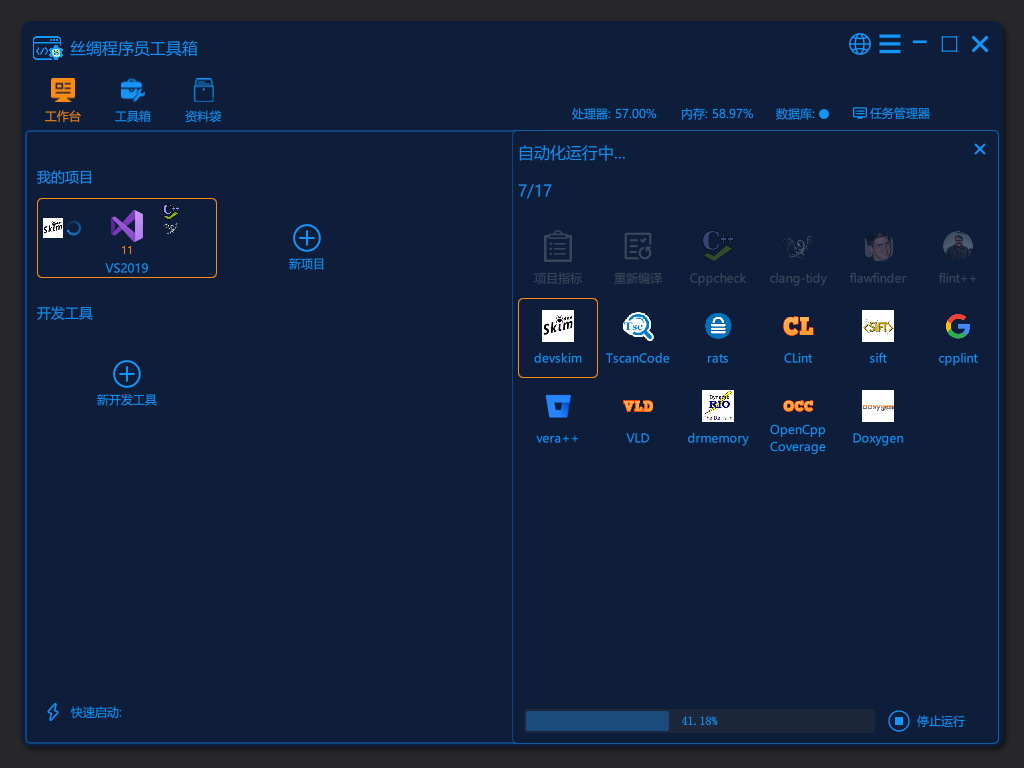 丝绸程序员工具箱
工作台 工具箱 资料袋
处理器: 57.00% 内存: 58.97% 数据库: 任务管理器
我的项目
skim
C++
11
VS2019
新项目
开发工具
新开发工具
快速启动:
自动化运行中...
7/17
C++
项目指标 重新编译 Cppcheck clang-tidy flawfinder flint++
skim TSC CL <SIFT>
devskim TscanCode rats CLint sift cpplint
VLD Dynamo RIO OCC Doxygen
vera++ VLD drmemory OpenCpp Coverage Doxygen
41.18% 停止运行